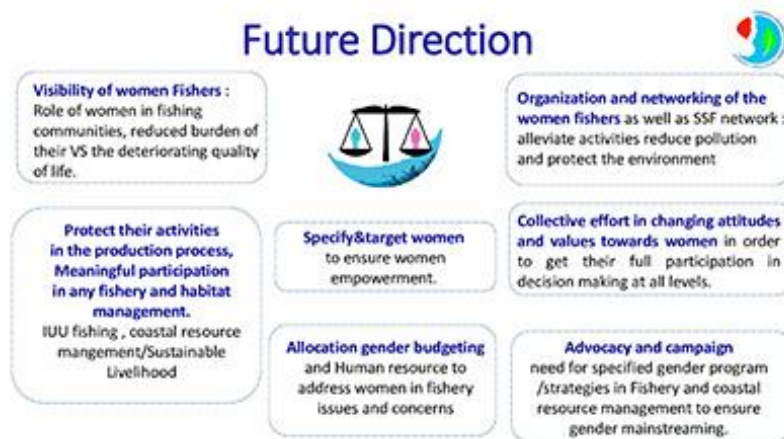 Future Direction
Visibility of women Fishers :
Role of women in fishing
communities, reduced burden of
their VS the deteriorating quality
of life.
Organization and networking of the
women fishers as well as SSF network :
alleviate activities reduce pollution
and protect the environment
Protect their activities
in the production process,
Meaningful participation
in any fishery and habitat
management.
IUU fishing , coastal resource
mangement/Sustainable
Livelihood
Specify&target women
to ensure women
empowerment.
Collective effort in changing attitudes
and values towards women in order
to get their full participation in
decision making at all levels.
Allocation gender budgeting
and Human resource to
address women in fishery
issues and concerns
Advocacy and campaign
need for specified gender program
/strategies in Fishery and coastal
resource management to ensure
gender mainstreaming.